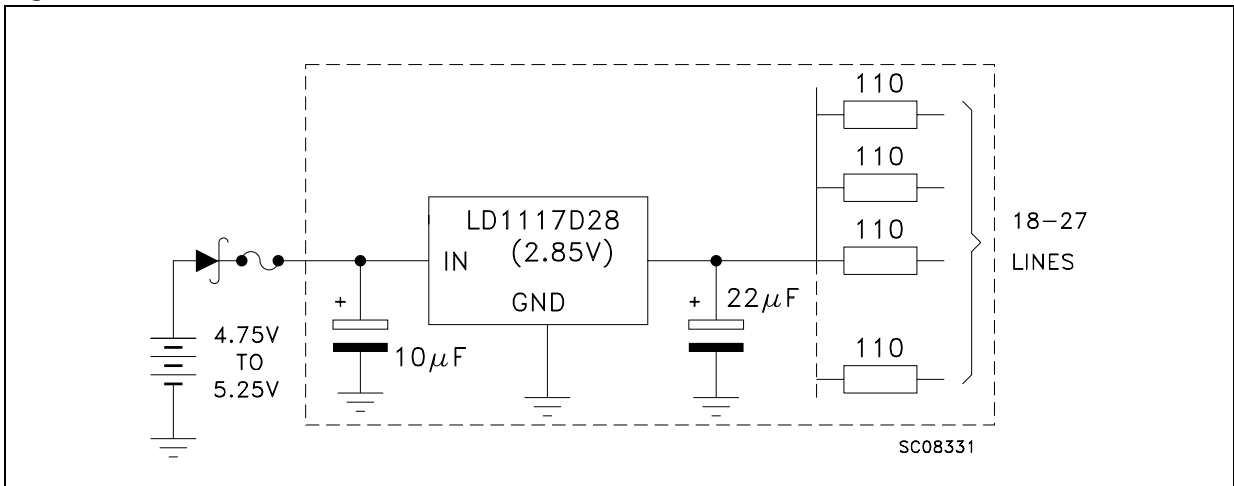 110
110
LD1117D28
(2.85V)
18-27
LINES
110
IN
GND
+
+
22μF
4.75V
TO
5.25V
10μF
110
SC08331